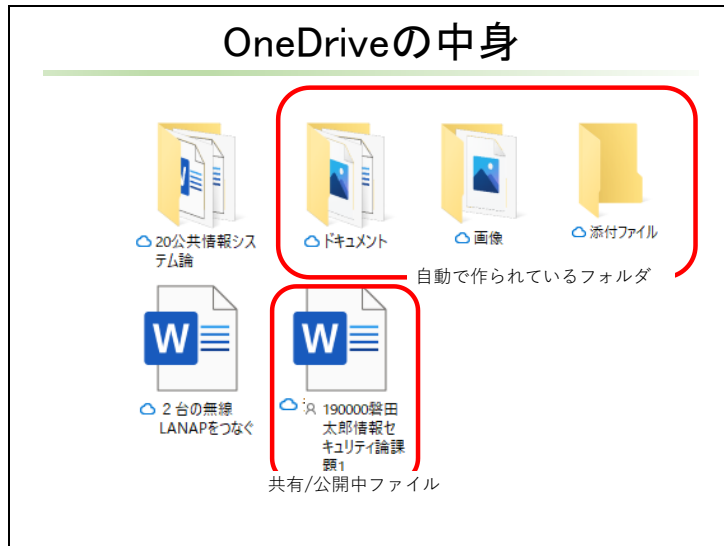 OneDriveの中身
20公共情報シス
テム論
ドキュメント
画像
添付ファイル
自動で作られているフォルダ
W
W
2 台の無線
LANAPをつなぐ
190000磐田
太郎情報セ
キュリティ論課
題1
共有/公開中ファイル